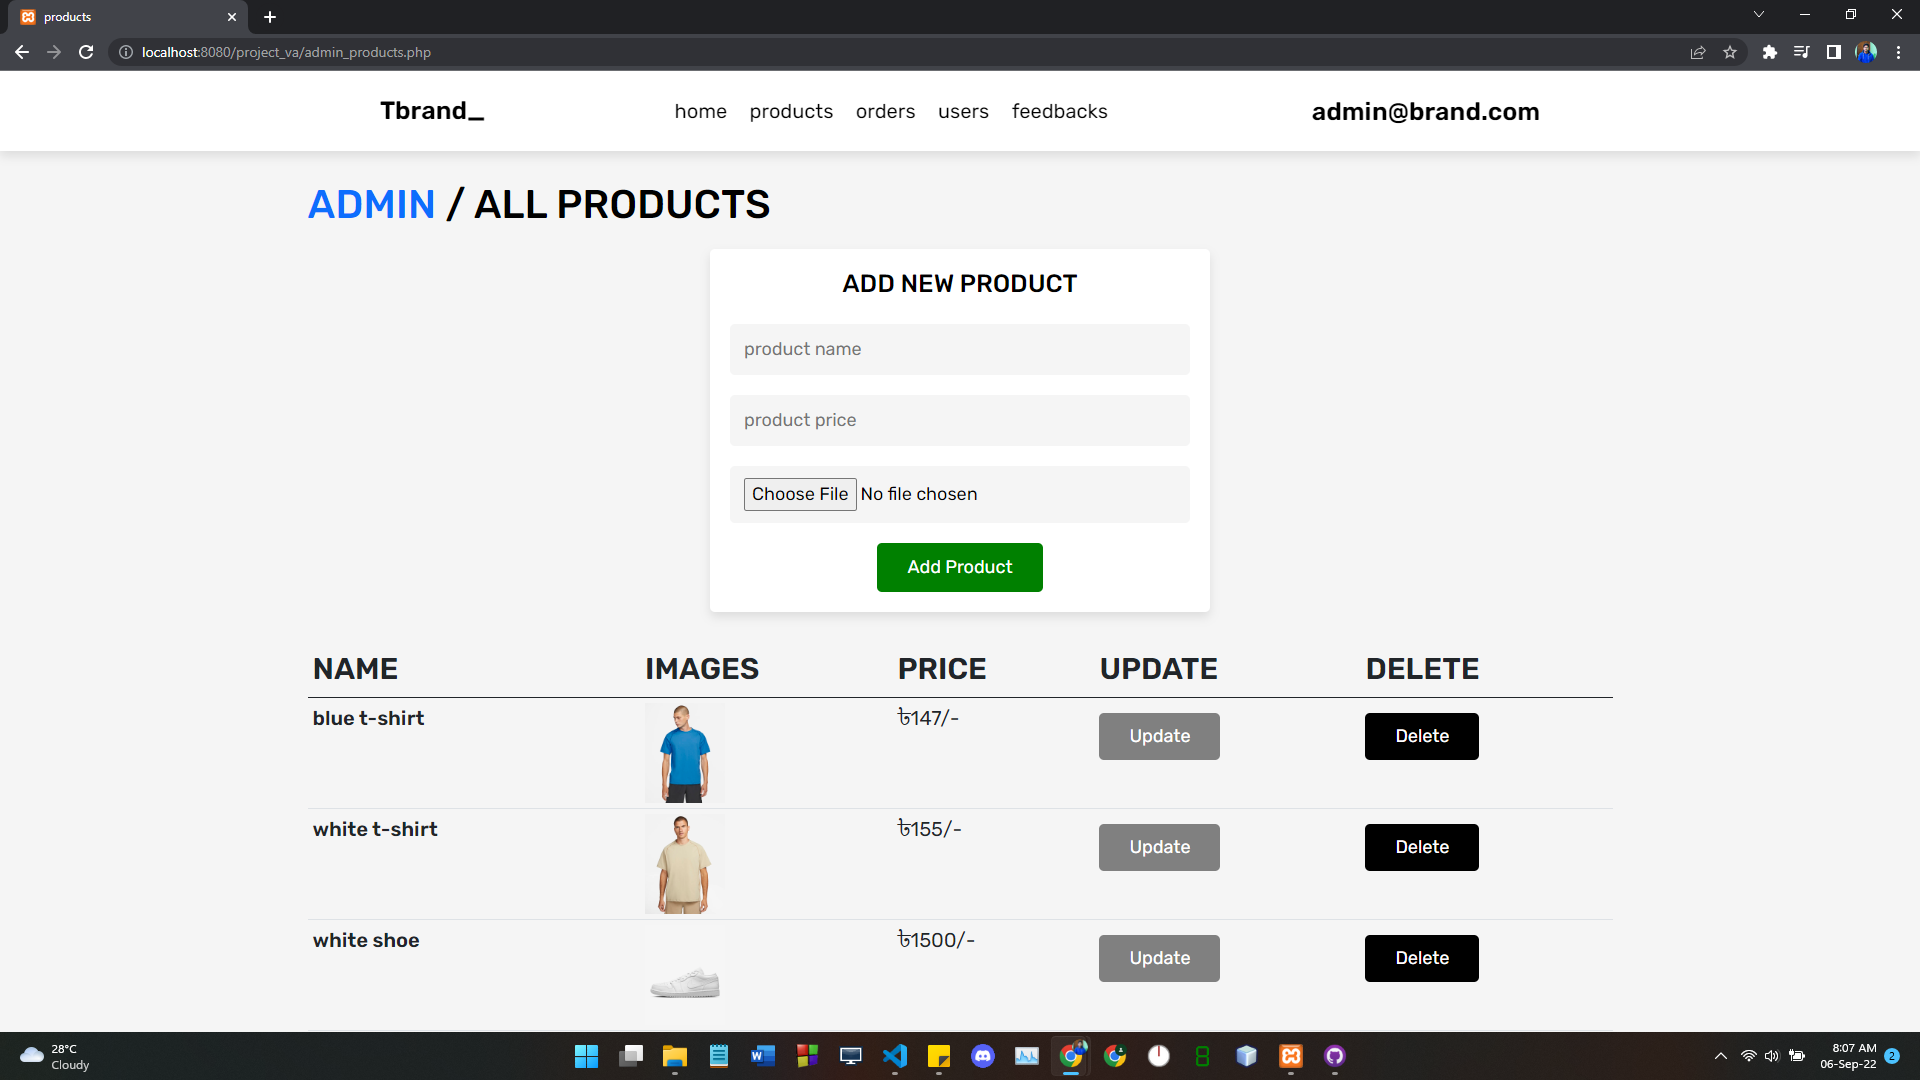 products
localhost:8080/project_va/admin_products.php
Tbrand_ home products orders users feedbacks admin@brand.com
ADMIN / ALL PRODUCTS
ADD NEW PRODUCT
product name
product price
Choose File No file chosen
Add Product
NAME IMAGES PRICE UPDATE DELETE
blue t-shirt ৳147/- Update Delete
white t-shirt ৳155/- Update Delete
white shoe ৳1500/- Update Delete
28°C
Cloudy
8:07 AM
06-Sep-22
2